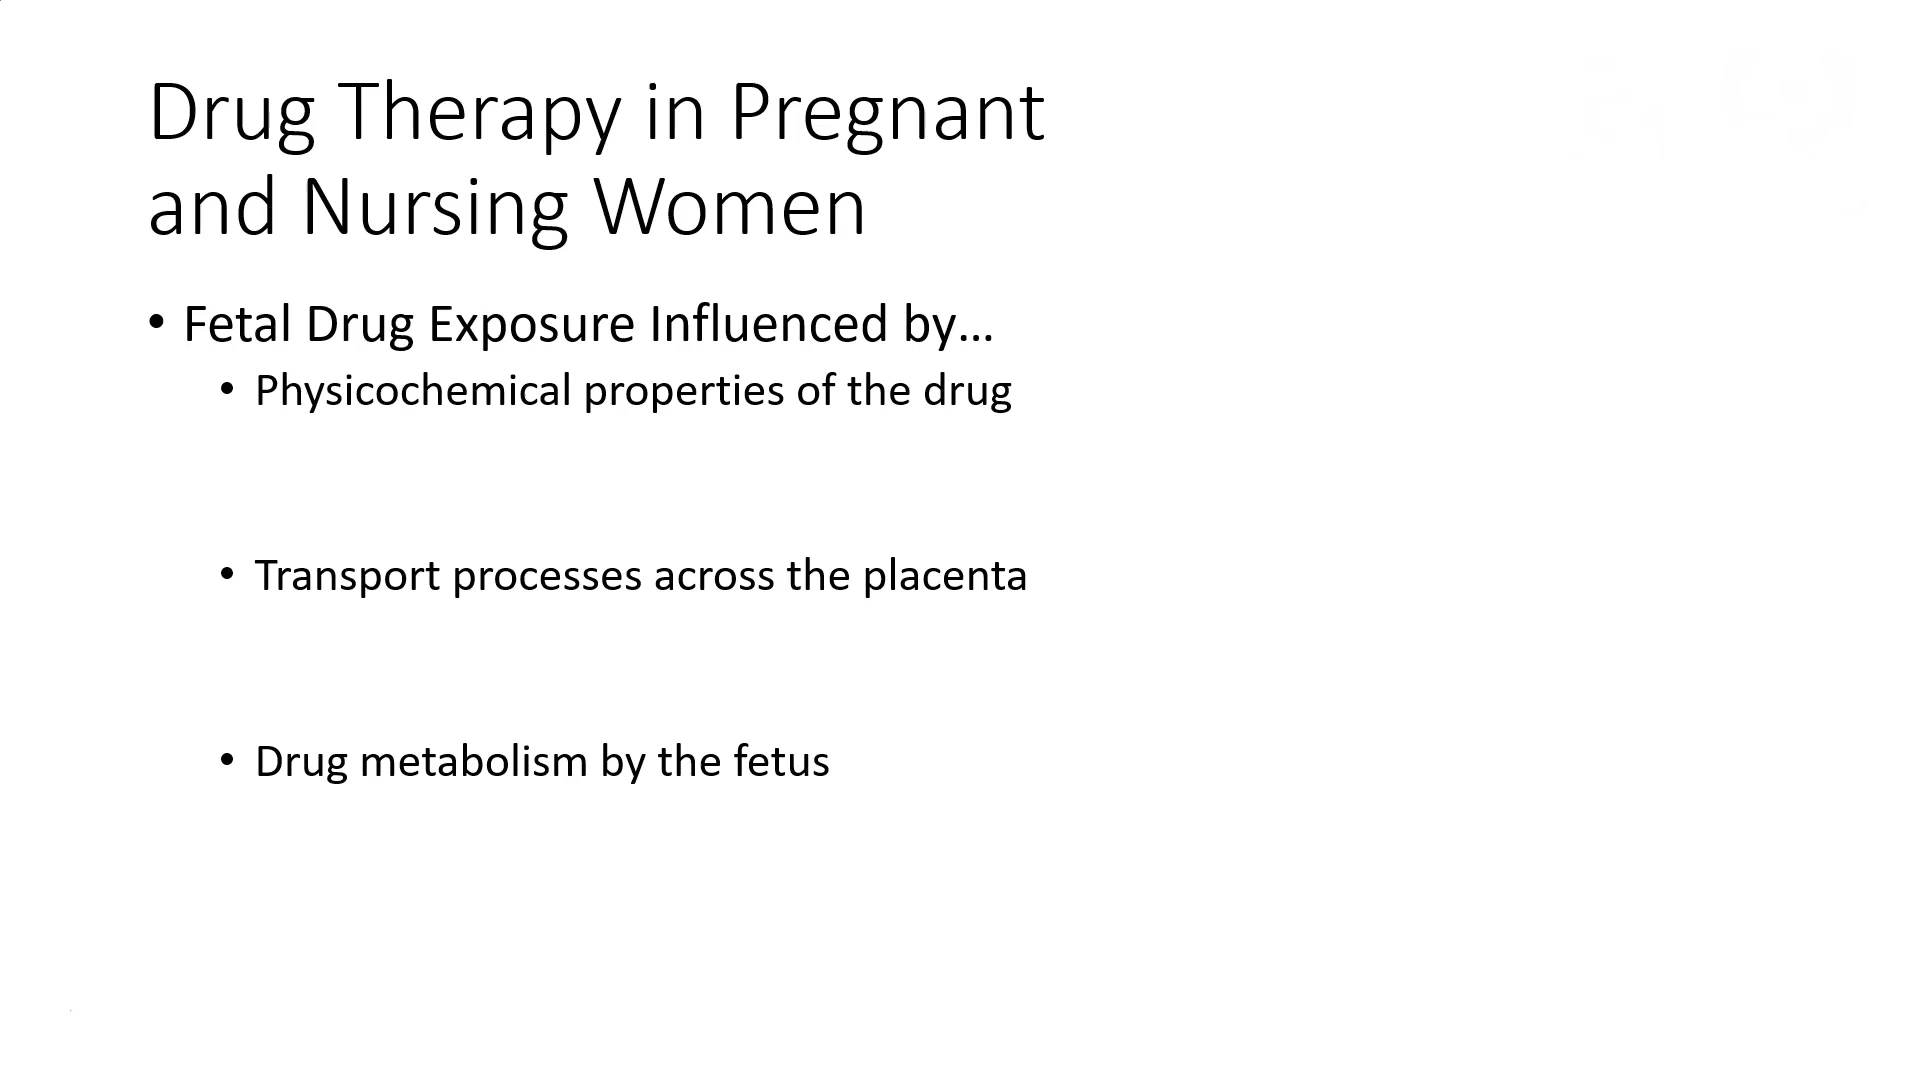 Drug Therapy in Pregnant
and Nursing Women
• Fetal Drug Exposure Influenced by…
• Physicochemical properties of the drug
• Transport processes across the placenta
• Drug metabolism by the fetus